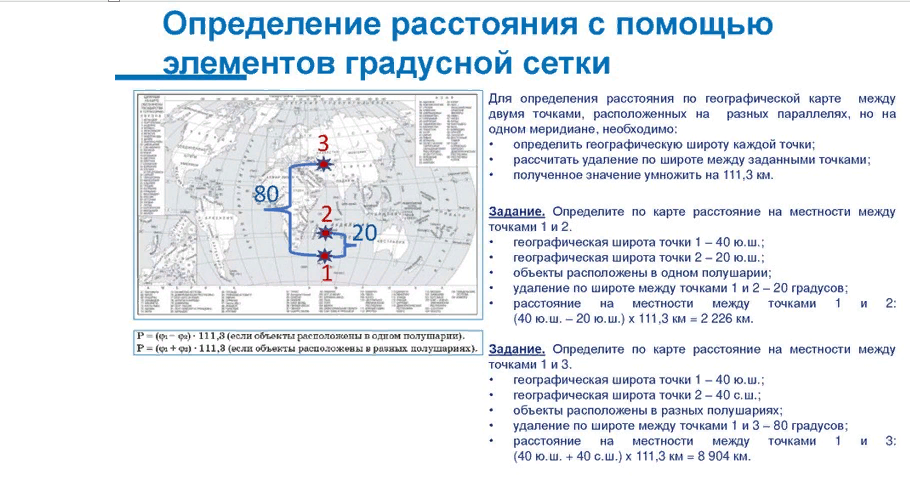 Определение расстояния с помощью
элементов градусной сетки
3
80
2
20
1
Р = (φ₁ − φ₂) · 111,3 (если объекты расположены в одном полушарии).
Р = (φ₁ + φ₂) · 111,3 (если объекты расположены в разных полушариях).
Для определения расстояния по географической карте между
двумя точками, расположенных на разных параллелях, но на
одном меридиане, необходимо:
• определить географическую широту каждой точки;
• рассчитать удаление по широте между заданными точками;
• полученное значение умножить на 111,3 км.
Задание. Определите по карте расстояние на местности между
точками 1 и 2.
• географическая широта точки 1 – 40 ю.ш.;
• географическая широта точки 2 – 20 ю.ш.;
• объекты расположены в одном полушарии;
• удаление по широте между точками 1 и 2 – 20 градусов;
• расстояние на местности между точками 1 и 2:
(40 ю.ш. – 20 ю.ш.) х 111,3 км = 2 226 км.
Задание. Определите по карте расстояние на местности между
точками 1 и 3.
• географическая широта точки 1 – 40 ю.ш.;
• географическая широта точки 2 – 40 с.ш.;
• объекты расположены в разных полушариях;
• удаление по широте между точками 1 и 3 – 80 градусов;
• расстояние на местности между точками 1 и 3:
(40 ю.ш. + 40 с.ш.) х 111,3 км = 8 904 км.